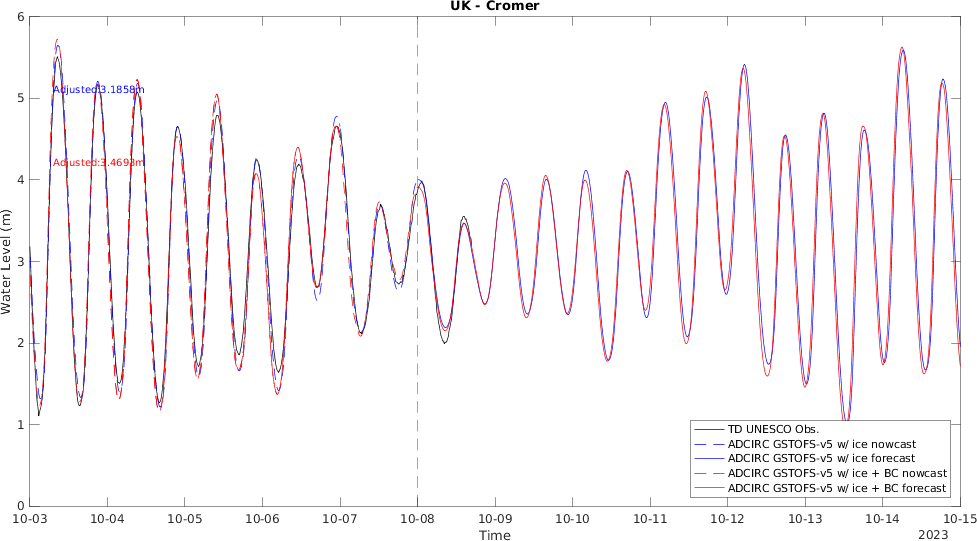 UK - Cromer
6
5
4
3
2
1
0
Water Level (m)
Adjusted:3.1858m
Adjusted:3.4693m
TD UNESCO Obs.
ADCIRC GSTOFS-v5 w/ ice nowcast
ADCIRC GSTOFS-v5 w/ ice forecast
ADCIRC GSTOFS-v5 w/ ice + BC nowcast
ADCIRC GSTOFS-v5 w/ ice + BC forecast
10-03 10-04 10-05 10-06 10-07 10-08 10-09 10-10 10-11 10-12 10-13 10-14 10-15
Time
2023